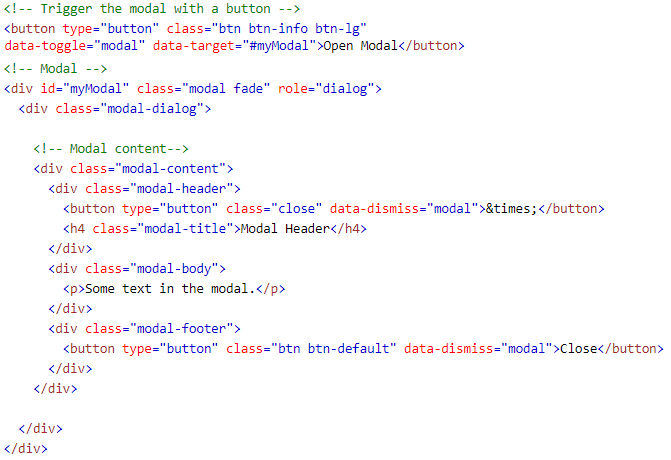 <!-- Trigger the modal with a button -->
<button type="button" class="btn btn-info btn-lg"
data-toggle="modal" data-target="#myModal">Open Modal</button>
<!-- Modal -->
<div id="myModal" class="modal fade" role="dialog">
  <div class="modal-dialog">
    <!-- Modal content-->
    <div class="modal-content">
      <div class="modal-header">
        <button type="button" class="close" data-dismiss="modal">&times;</button>
        <h4 class="modal-title">Modal Header</h4>
      </div>
      <div class="modal-body">
        <p>Some text in the modal.</p>
      </div>
      <div class="modal-footer">
        <button type="button" class="btn btn-default" data-dismiss="modal">Close</button>
      </div>
    </div>
  </div>
</div>